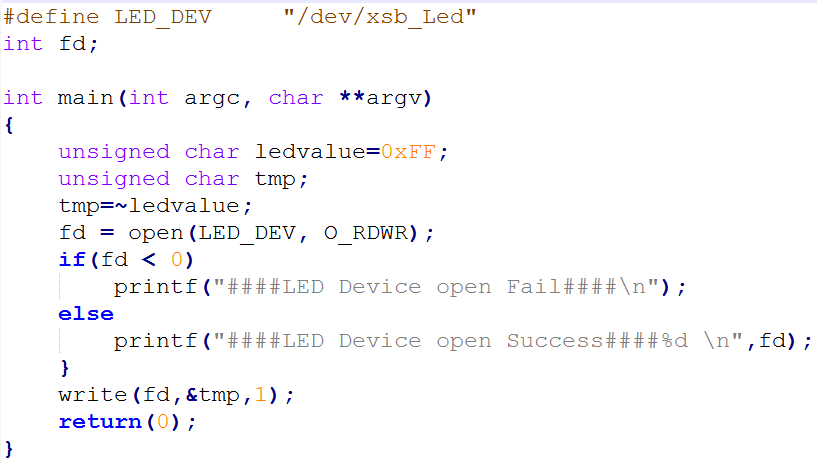 #define LED_DEV     "/dev/xsb_Led"
int fd;

int main(int argc, char **argv)
{
    unsigned char ledvalue=0xFF;
    unsigned char tmp;
    tmp=~ledvalue;
    fd = open(LED_DEV, O_RDWR);
    if(fd < 0)
        printf("####LED Device open Fail####\n");
    else
        printf("####LED Device open Success####%d \n",fd);
    }
    write(fd,&tmp,1);
    return(0);
}